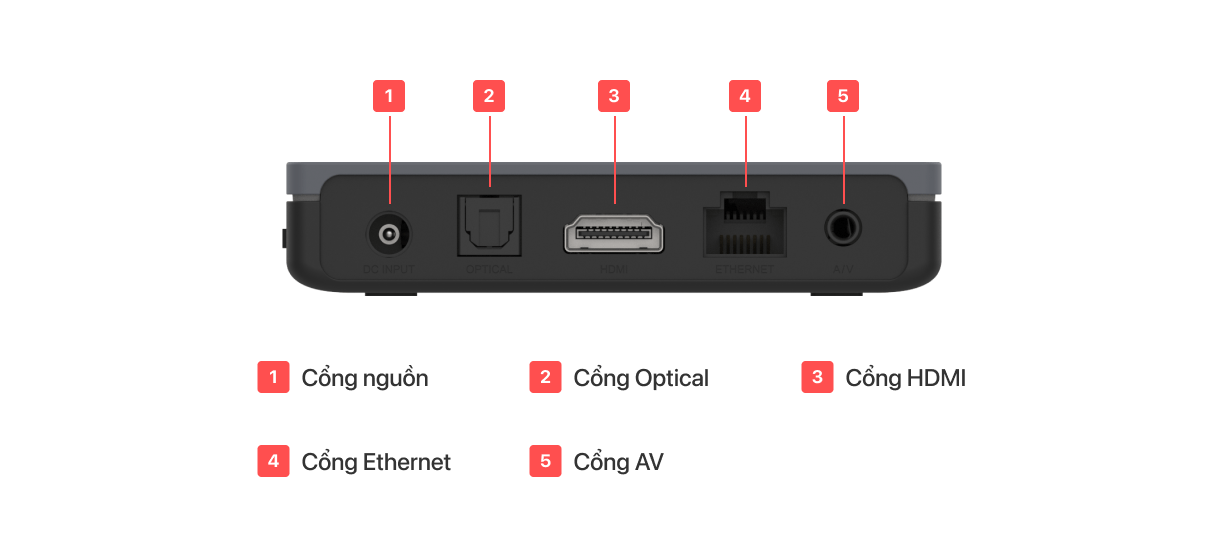 1 2 3 4 5
DC INPUT OPTICAL HDMI ETHERNET A/V
1 Cổng nguồn 2 Cổng Optical 3 Cổng HDMI
4 Cổng Ethernet 5 Cổng AV